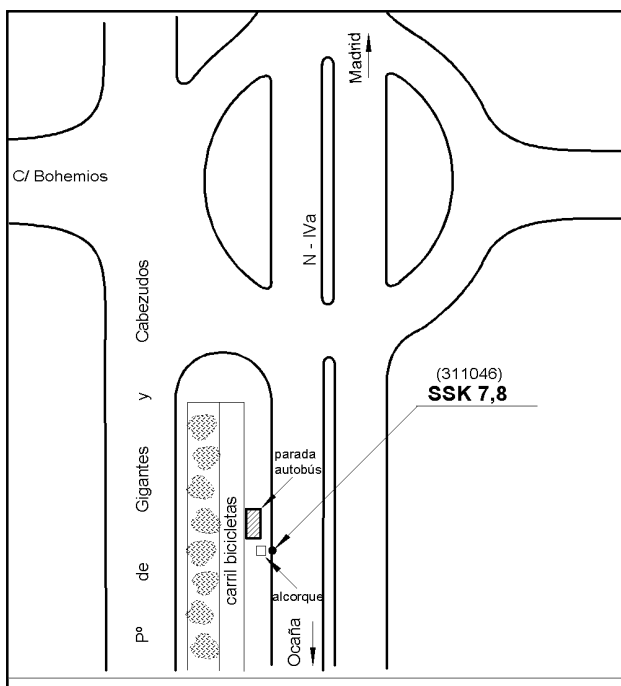 Madrid
C/ Bohemios
N - IVa
Pº de Gigantes y Cabezudos
(311046)
SSK 7,8
parada
autobús
carril bicicletas
alcorque
Ocaña